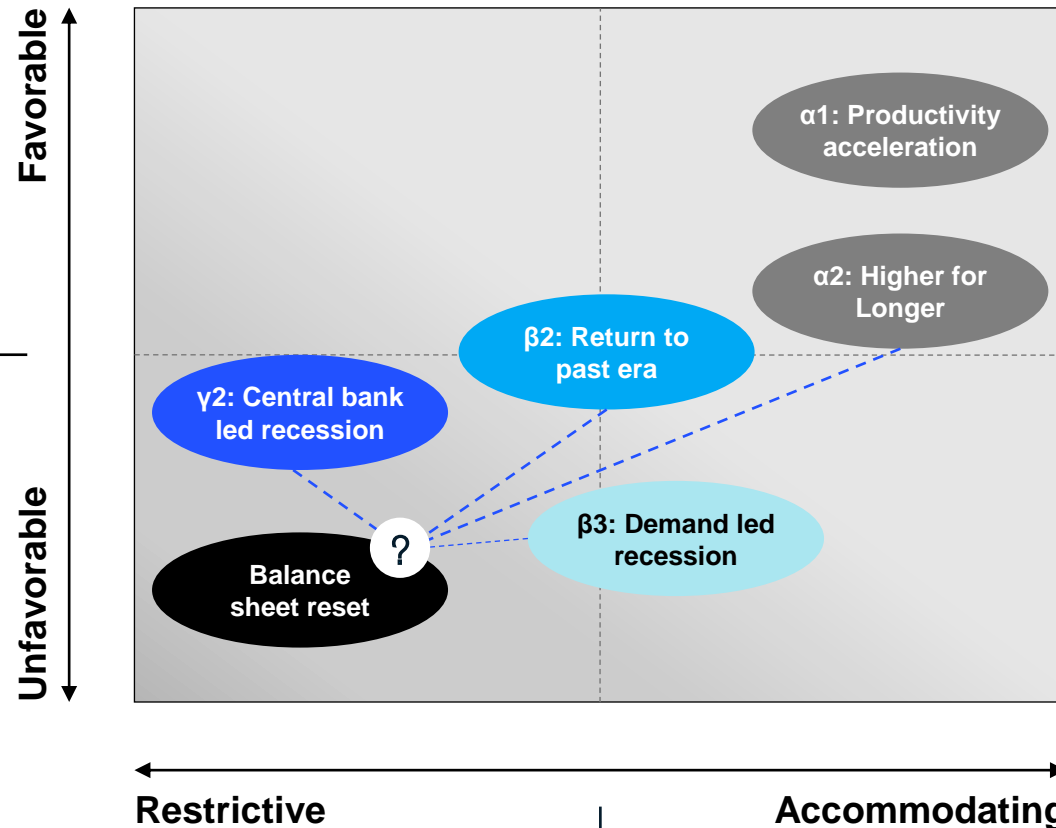 Favorable
α1: Productivity
acceleration
α2: Higher for
Longer
β2: Return to
past era
γ2: Central bank
led recession
Unfavorable
β3: Demand led
recession
?
Balance
sheet reset
Restrictive
Accommodating